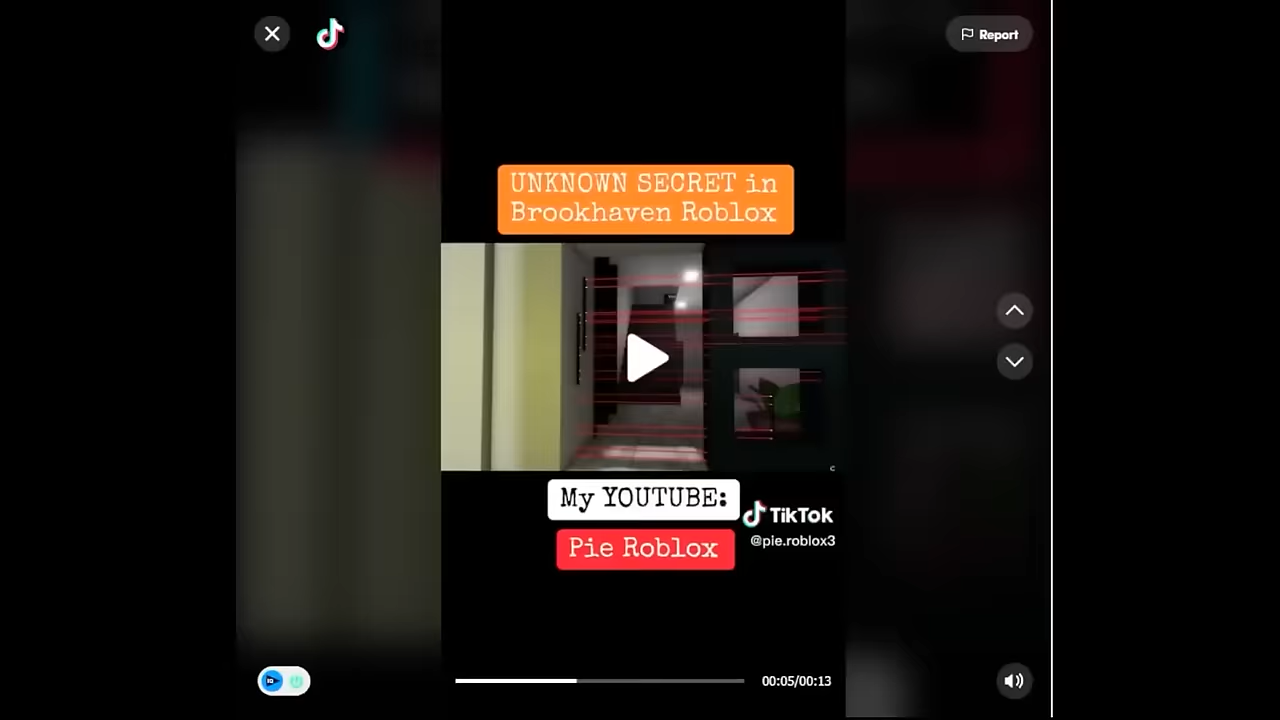 Report
UNKNOWN SECRET in
Brookhaven Roblox
My YOUTUBE:
TikTok
@pie.roblox3
Pie Roblox
00:05/00:13